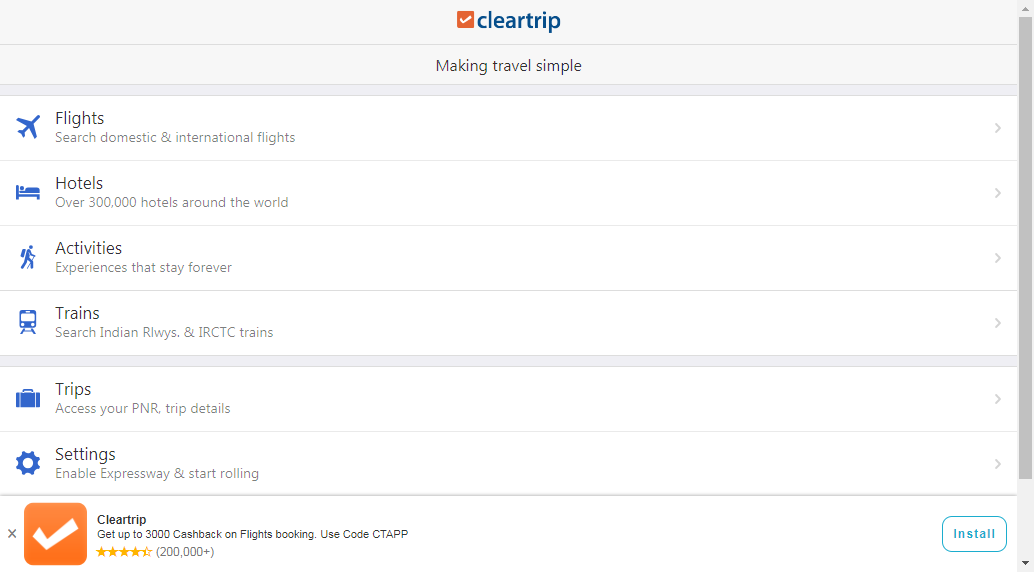 cleartrip
Making travel simple
Flights
Search domestic & international flights
Hotels
Over 300,000 hotels around the world
Activities
Experiences that stay forever
Trains
Search Indian Rlwys. & IRCTC trains
Trips
Access your PNR, trip details
Settings
Enable Expressway & start rolling
Cleartrip
Get up to 3000 Cashback on Flights booking. Use Code CTAPP
(200,000+)
Install